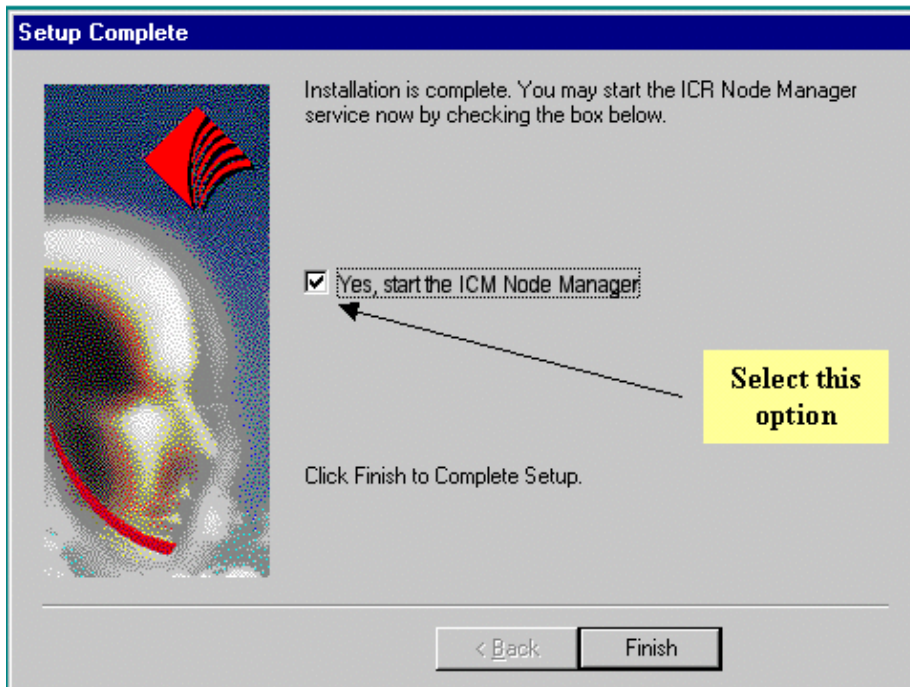 Setup Complete
Installation is complete. You may start the ICR Node Manager
service now by checking the box below.
Yes, start the ICM Node Manager
Select this
option
Click Finish to Complete Setup.
< Back
Finish